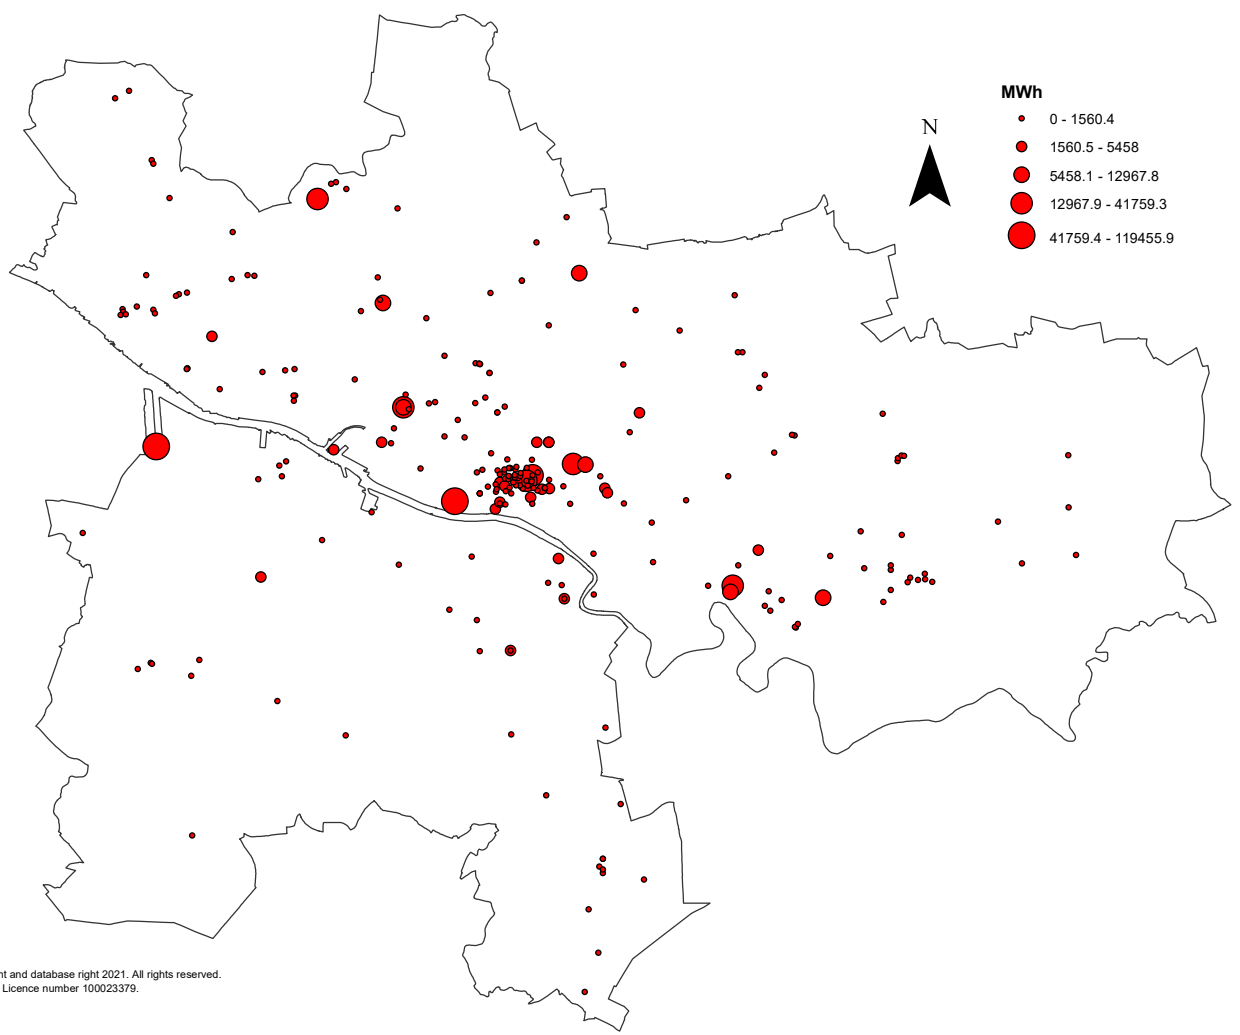 MWh
N
0 - 1560.4
1560.5 - 5458
5458.1 - 12967.8
12967.9 - 41759.3
41759.4 - 119455.9
and database right 2021. All rights reserved.
Licence number 100023379.